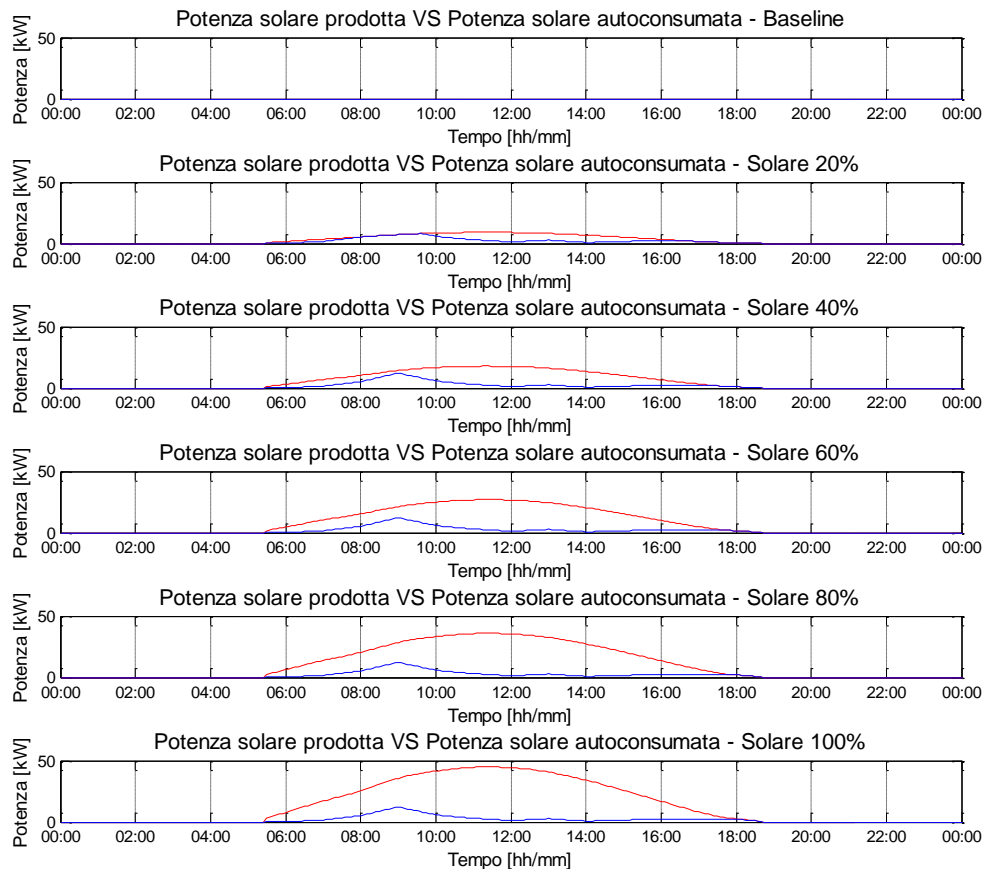 Potenza solare prodotta VS Potenza solare autoconsumata - Baseline
Potenza [kW]
50
0
00:00 02:00 04:00 06:00 08:00 10:00 12:00 14:00 16:00 18:00 20:00 22:00 00:00
Tempo [hh/mm]
Potenza solare prodotta VS Potenza solare autoconsumata - Solare 20%
Potenza [kW]
50
0
00:00 02:00 04:00 06:00 08:00 10:00 12:00 14:00 16:00 18:00 20:00 22:00 00:00
Tempo [hh/mm]
Potenza solare prodotta VS Potenza solare autoconsumata - Solare 40%
Potenza [kW]
50
0
00:00 02:00 04:00 06:00 08:00 10:00 12:00 14:00 16:00 18:00 20:00 22:00 00:00
Tempo [hh/mm]
Potenza solare prodotta VS Potenza solare autoconsumata - Solare 60%
Potenza [kW]
50
0
00:00 02:00 04:00 06:00 08:00 10:00 12:00 14:00 16:00 18:00 20:00 22:00 00:00
Tempo [hh/mm]
Potenza solare prodotta VS Potenza solare autoconsumata - Solare 80%
Potenza [kW]
50
0
00:00 02:00 04:00 06:00 08:00 10:00 12:00 14:00 16:00 18:00 20:00 22:00 00:00
Tempo [hh/mm]
Potenza solare prodotta VS Potenza solare autoconsumata - Solare 100%
Potenza [kW]
50
0
00:00 02:00 04:00 06:00 08:00 10:00 12:00 14:00 16:00 18:00 20:00 22:00 00:00
Tempo [hh/mm]